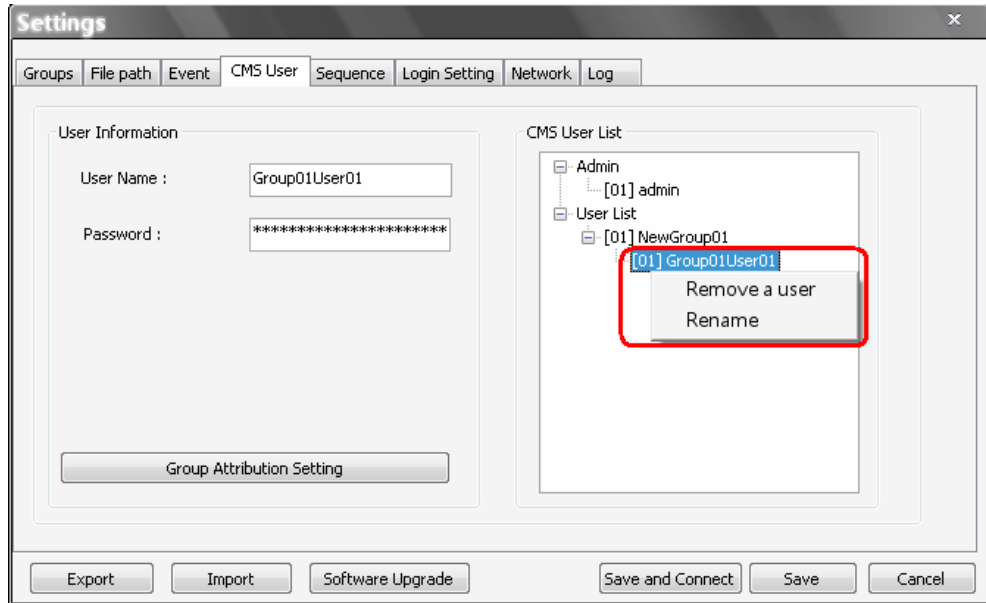 Settings
Groups File path Event CMS User Sequence Login Setting Network Log
User Information
User Name : Group01User01
Password : **********************
Group Attribution Setting
CMS User List
Admin
[01] admin
User List
[01] NewGroup01
[01] Group01User01
Remove a user
Rename
Export Import Software Upgrade Save and Connect Save Cancel